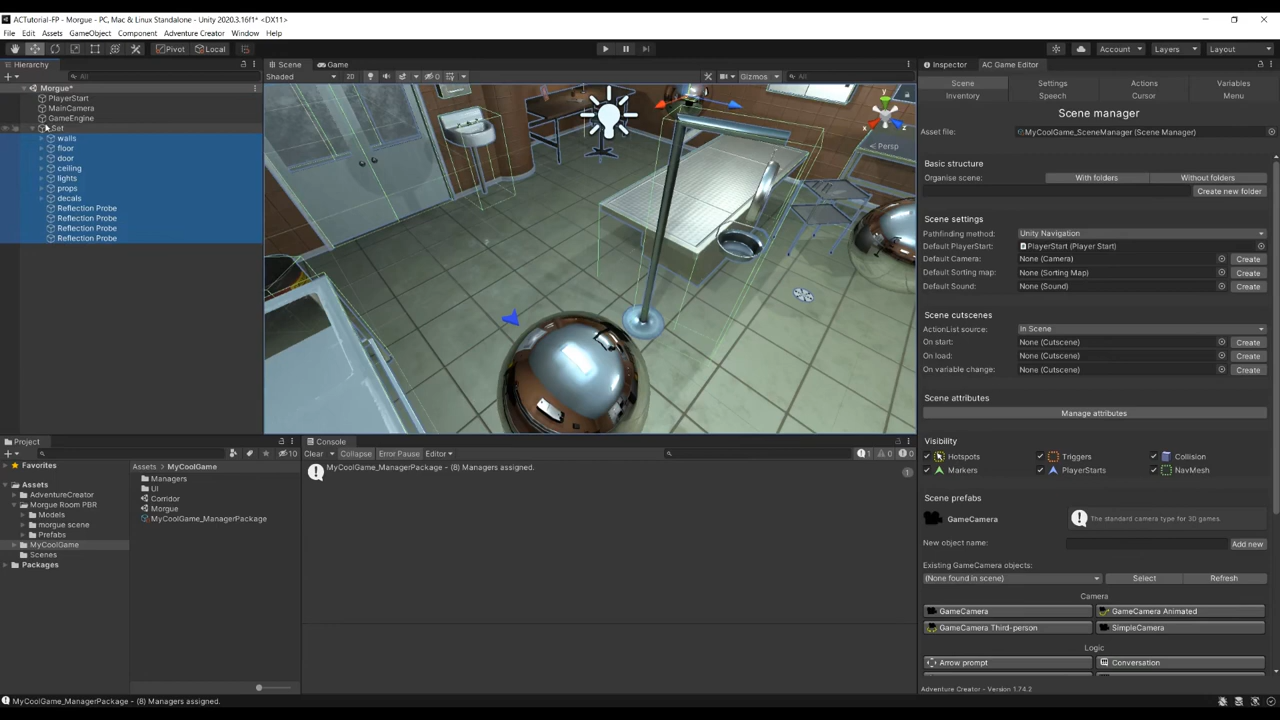 ACTutorial-FP - Morgue - PC, Mac & Linux Standalone - Unity 2020.3.16f1* <DX11>
File Edit Assets GameObject Component Adventure Creator Window Help
Pivot Local Account Layers Layout
Hierarchy
All
Morgue*
PlayerStart
MainCamera
GameEngine
Set
walls
floor
door
ceiling
lights
props
decals
Reflection Probe
Reflection Probe
Reflection Probe
Reflection Probe
Scene Game
Shaded 2D 0 Gizmos All
y
x
z
Persp
Project
10
Favorites
Assets
AdventureCreator
Morgue Room PBR
Models
morgue scene
Prefabs
MyCoolGame
Scenes
Packages
Assets > MyCoolGame
Managers
UI
Corridor
Morgue
MyCoolGame_ManagerPackage
Console
Clear Collapse Error Pause Editor 1 0 0
MyCoolGame_ManagerPackage - (8) Managers assigned. 1
Inspector AC Game Editor
Scene Settings Actions Variables
Inventory Speech Cursor Menu
Scene manager
Asset file: MyCoolGame_SceneManager (Scene Manager)
Basic structure
Organise scene: With folders Without folders
Create new folder
Scene settings
Pathfinding method: Unity Navigation
Default PlayerStart: PlayerStart (Player Start)
Default Camera: None (Camera) Create
Default Sorting map: None (Sorting Map) Create
Default Sound: None (Sound) Create
Scene cutscenes
ActionList source: In Scene
On start: None (Cutscene) Create
On load: None (Cutscene) Create
On variable change: None (Cutscene) Create
Scene attributes
Manage attributes
Visibility
Hotspots Triggers Collision
Markers PlayerStarts NavMesh
Scene prefabs
GameCamera The standard camera type for 3D games.
New object name: Add new
Existing GameCamera objects:
(None found in scene) Select Refresh
Camera
GameCamera GameCamera Animated
GameCamera Third-person SimpleCamera
Logic
Arrow prompt Conversation
Adventure Creator - Version 1.74.2
MyCoolGame_ManagerPackage - (8) Managers assigned.